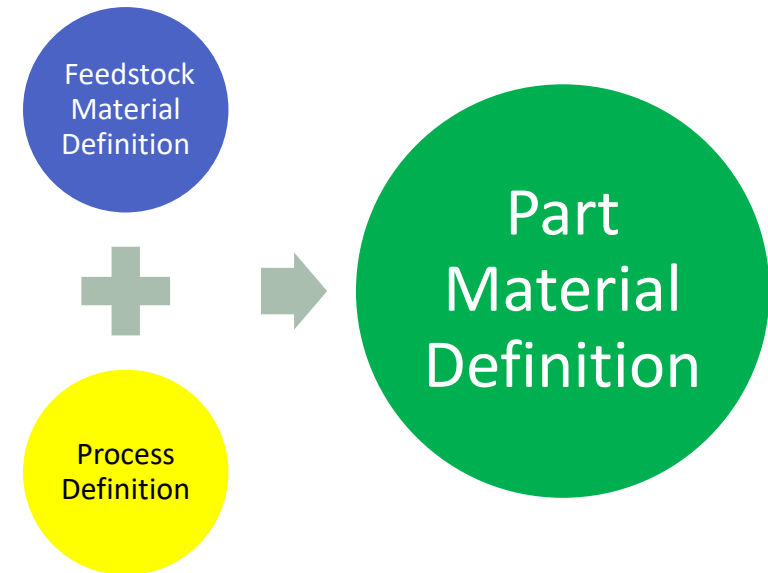 Feedstock
Material
Definition
Process
Definition
Part
Material
Definition